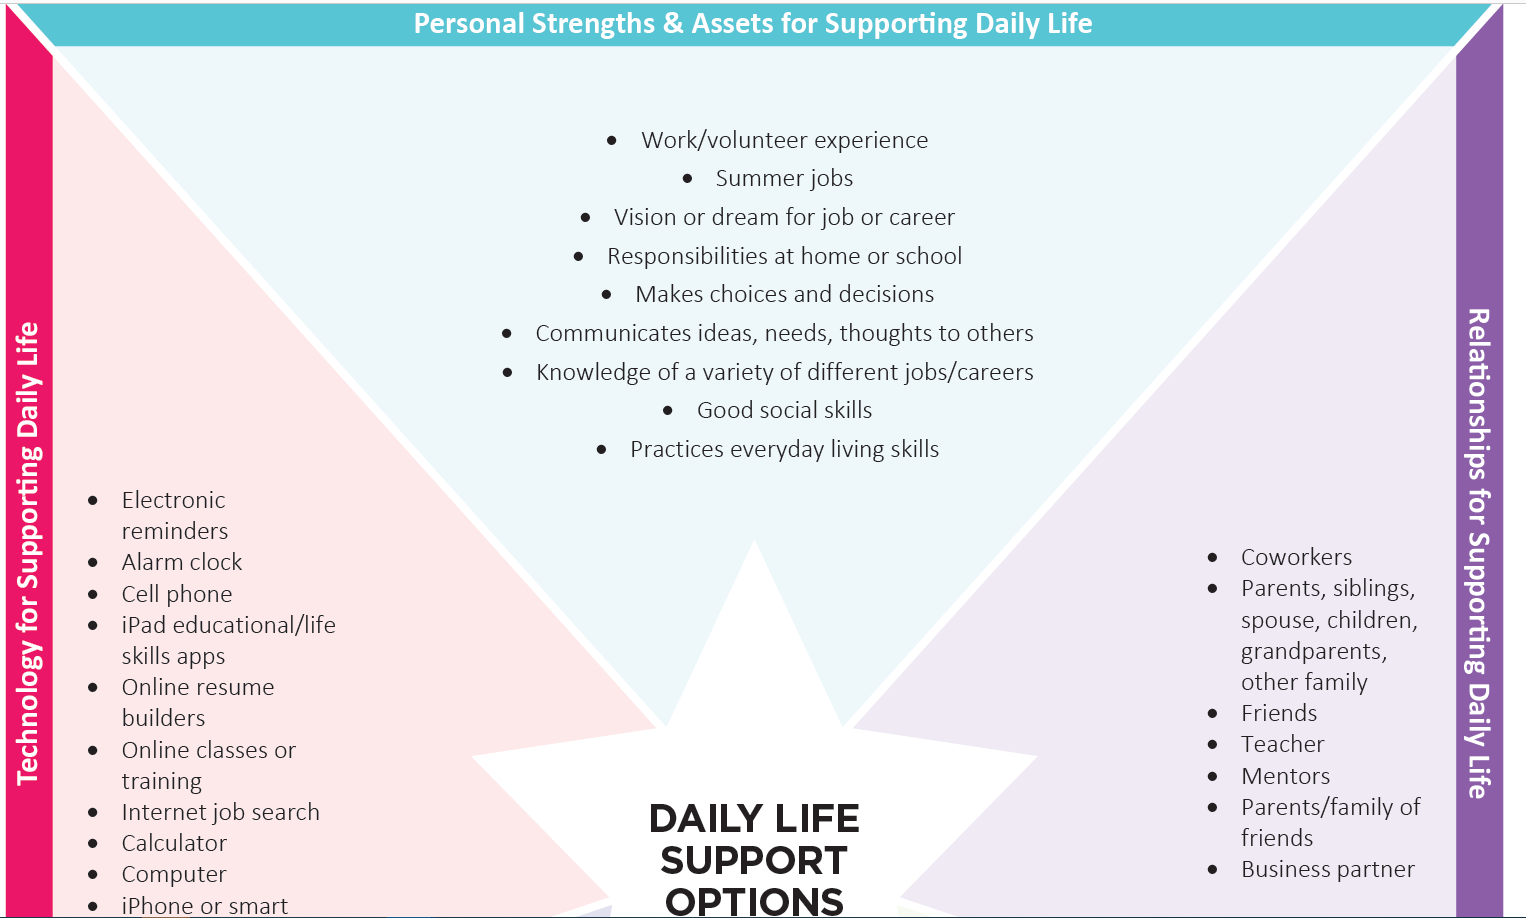 Personal Strengths & Assets for Supporting Daily Life
• Work/volunteer experience
• Summer jobs
• Vision or dream for job or career
• Responsibilities at home or school
• Makes choices and decisions
• Communicates ideas, needs, thoughts to others
• Knowledge of a variety of different jobs/careers
• Good social skills
• Practices everyday living skills
Technology for Supporting Daily Life
• Electronic
reminders
• Alarm clock
• Cell phone
• iPad educational/life
skills apps
• Online resume
builders
• Online classes or
training
• Internet job search
• Calculator
• Computer
• iPhone or smart
Relationships for Supporting Daily Life
• Coworkers
• Parents, siblings,
spouse, children,
grandparents,
other family
• Friends
• Teacher
• Mentors
• Parents/family of
friends
• Business partner
DAILY LIFE
SUPPORT
OPTIONS